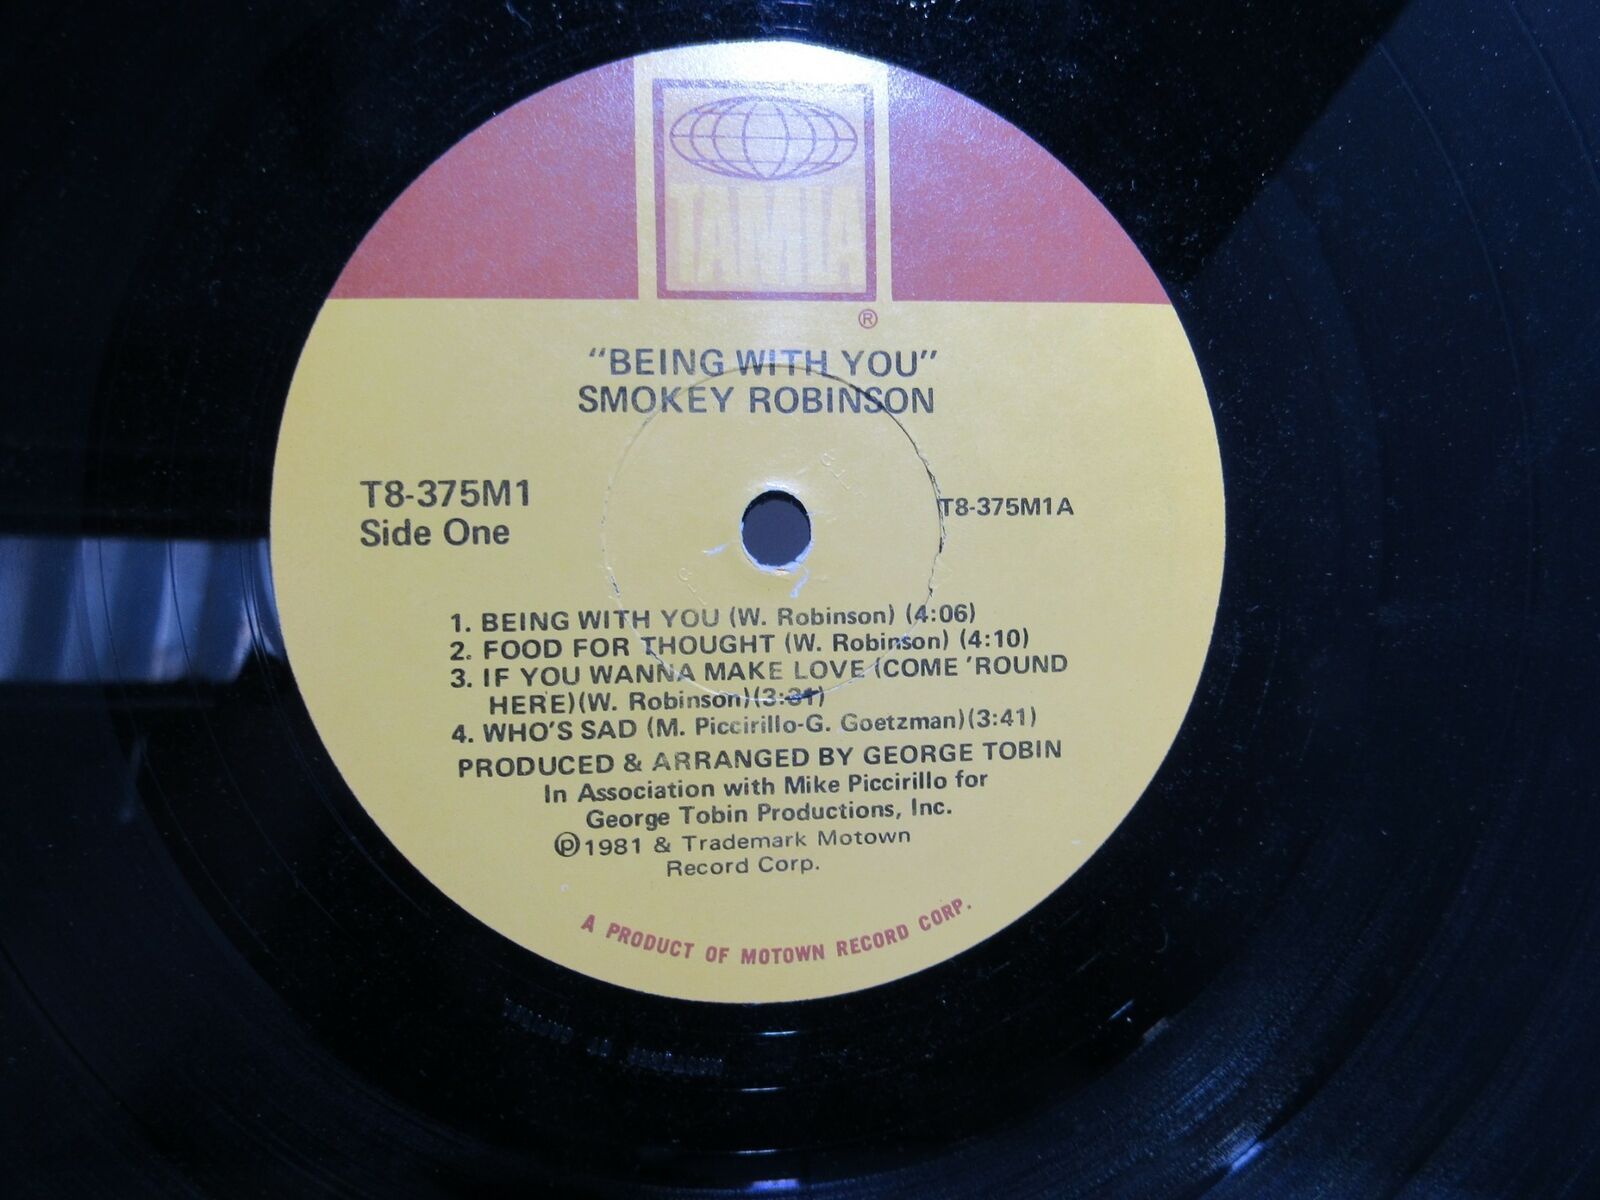 TAMLA
®
"BEING WITH YOU"
SMOKEY ROBINSON
T8-375M1
Side One
T8-375M1A
1. BEING WITH YOU (W. Robinson) (4:06)
2. FOOD FOR THOUGHT (W. Robinson) (4:10)
3. IF YOU WANNA MAKE LOVE (COME 'ROUND
HERE)(W. Robinson)(3:31)
4. WHO'S SAD (M. Piccirillo-G. Goetzman)(3:41)
PRODUCED & ARRANGED BY GEORGE TOBIN
In Association with Mike Piccirillo for
George Tobin Productions, Inc.
℗1981 & Trademark Motown
Record Corp.
A PRODUCT OF MOTOWN RECORD CORP.